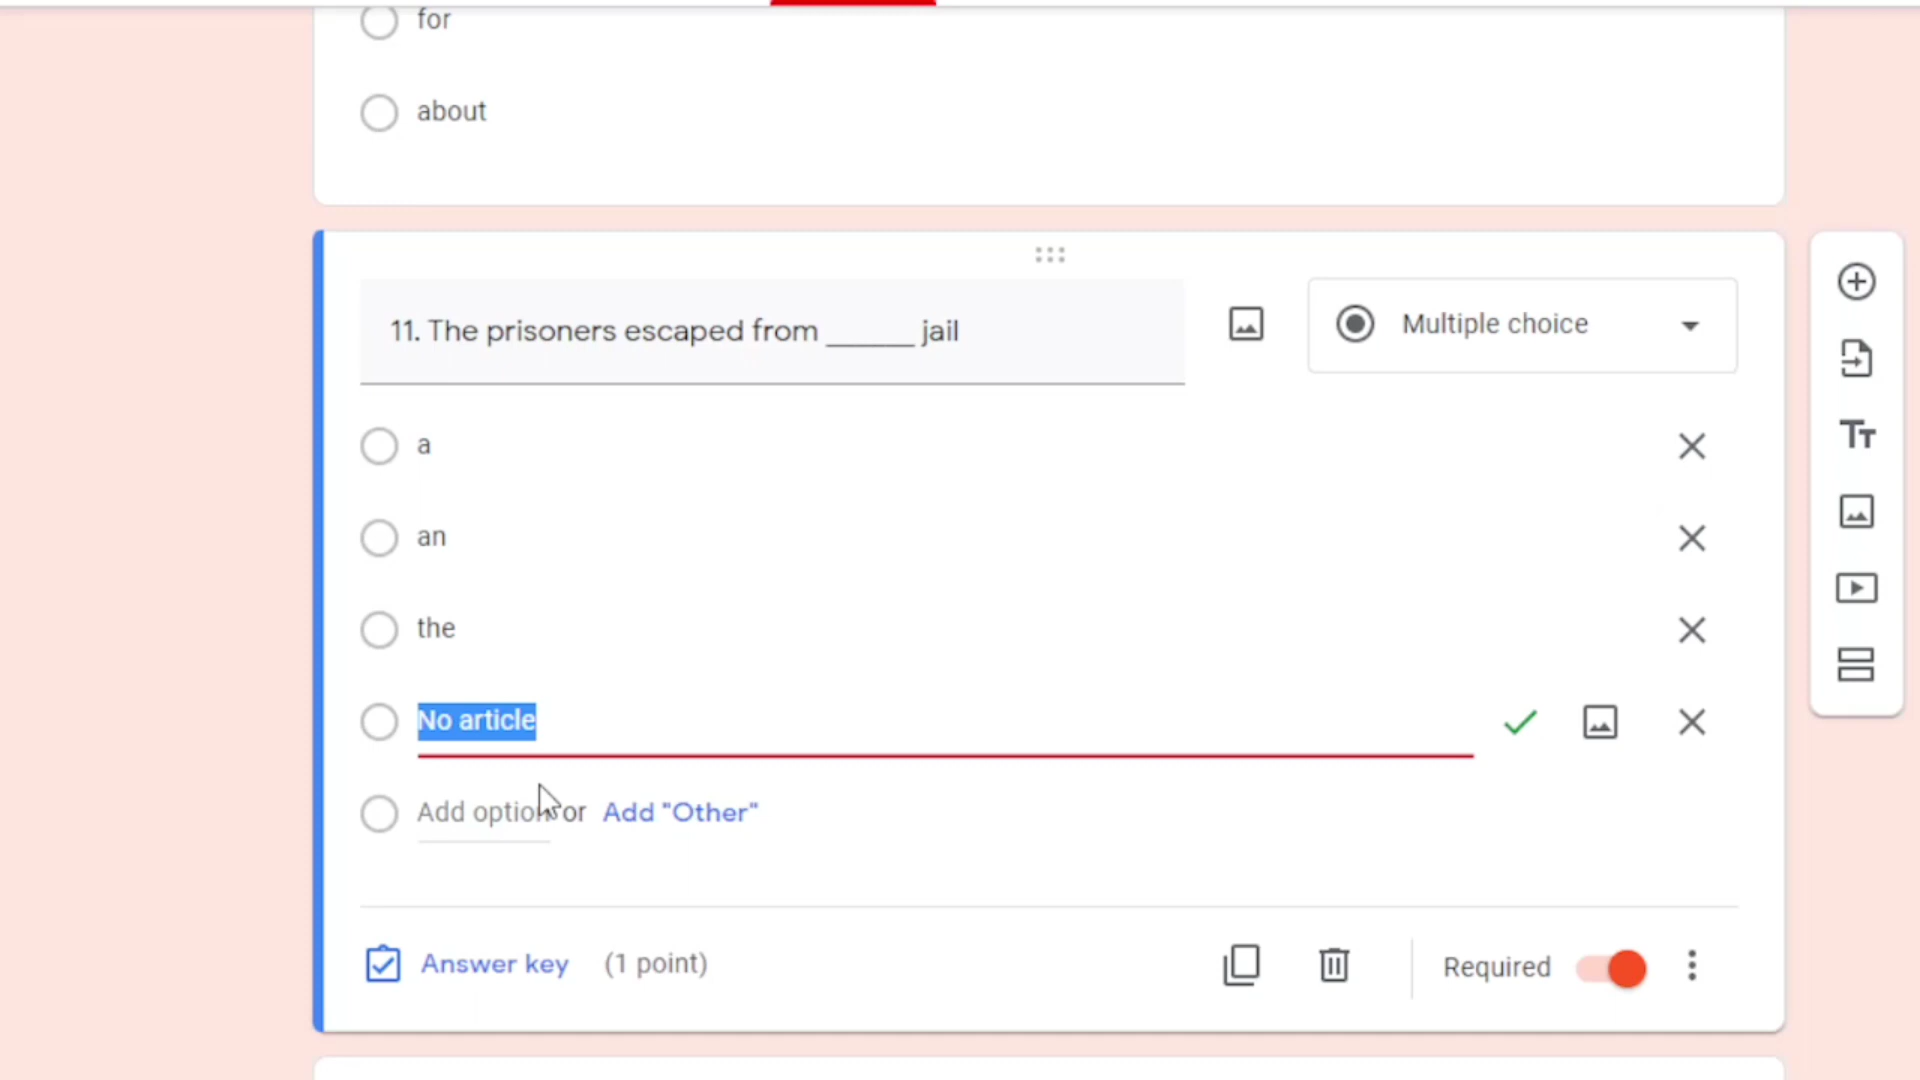 for
about
11. The prisoners escaped from ______ jail
Multiple choice
a
an
the
No article
Add option or Add "Other"
Answer key (1 point)
Required